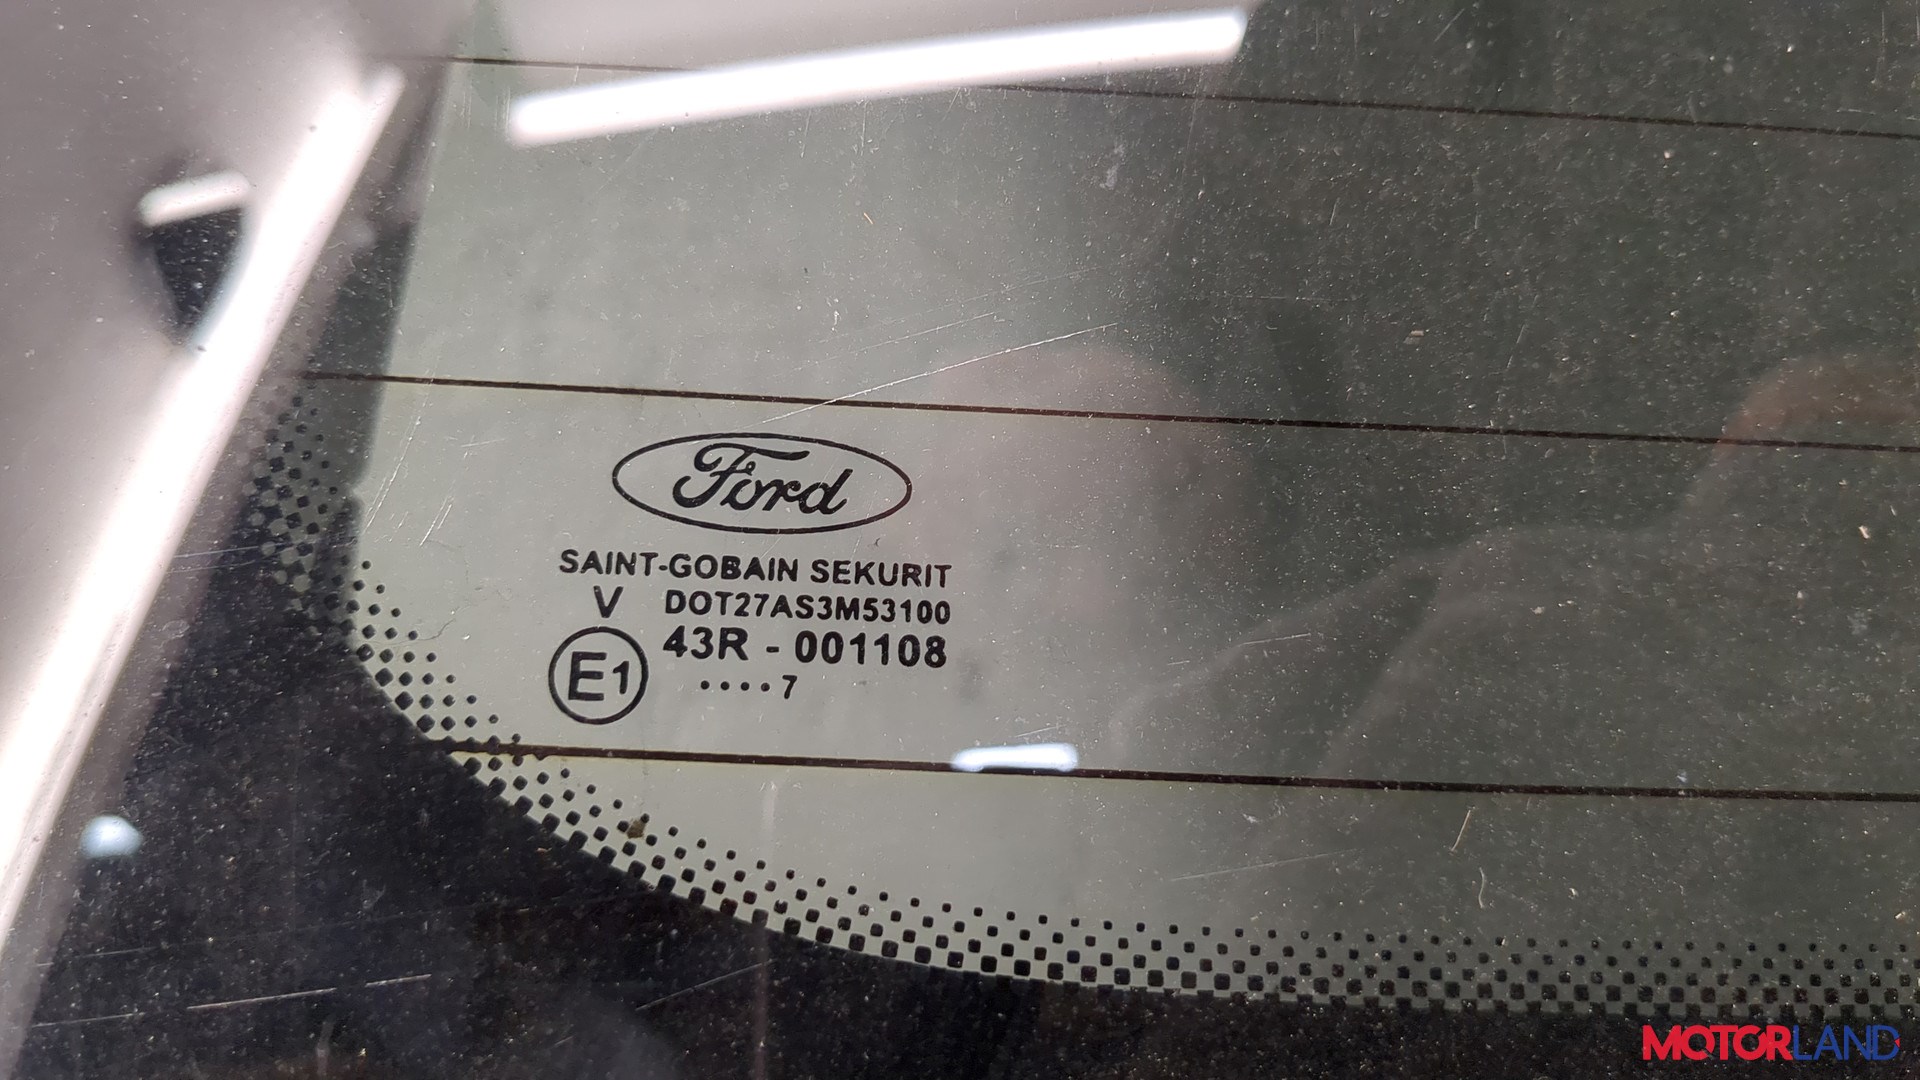 Ford
SAINT-GOBAIN SEKURIT
V DOT27AS3M53100
E1 43R - 001108
....7
MOTORLAND